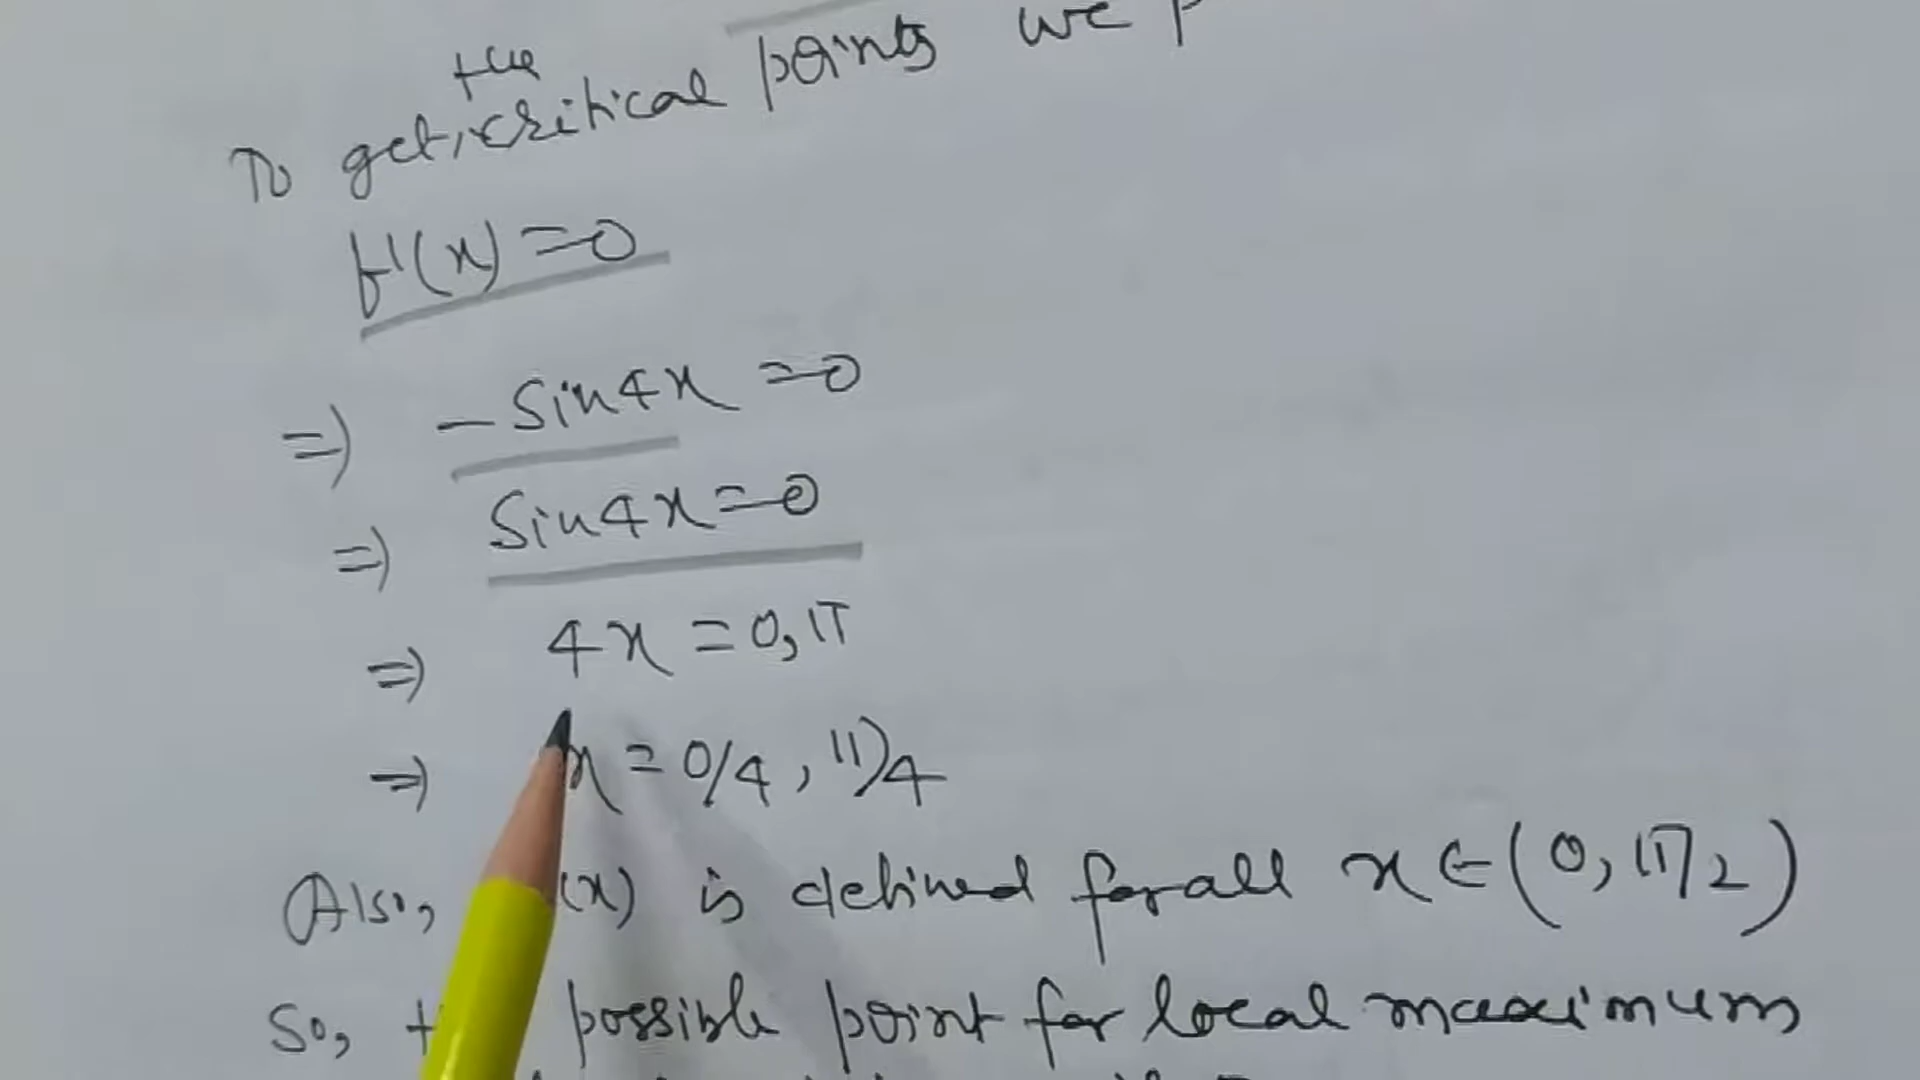 To get, the critical points we
f'(x) = 0
=) - Sin4x = 0
=) Sin4x = 0
=) 4x = 0, π
=) x = 0/4, π/4
Also, (x) is defined for all x ∈ (0, π/2)
So, possible point for local maximum